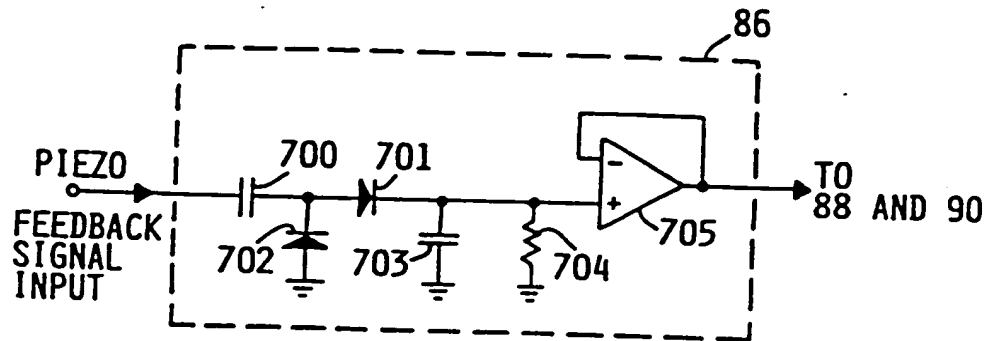 86
PIEZO
FEEDBACK
SIGNAL
INPUT
700
701
702
703
704
-
+
705
TO
88 AND 90